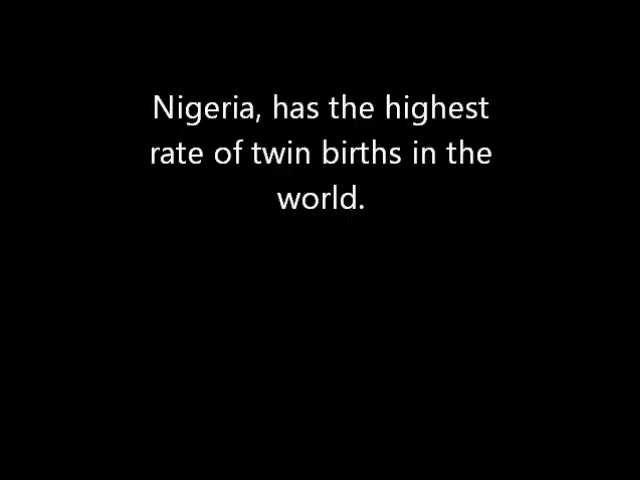 Nigeria, has the highest
rate of twin births in the
world.